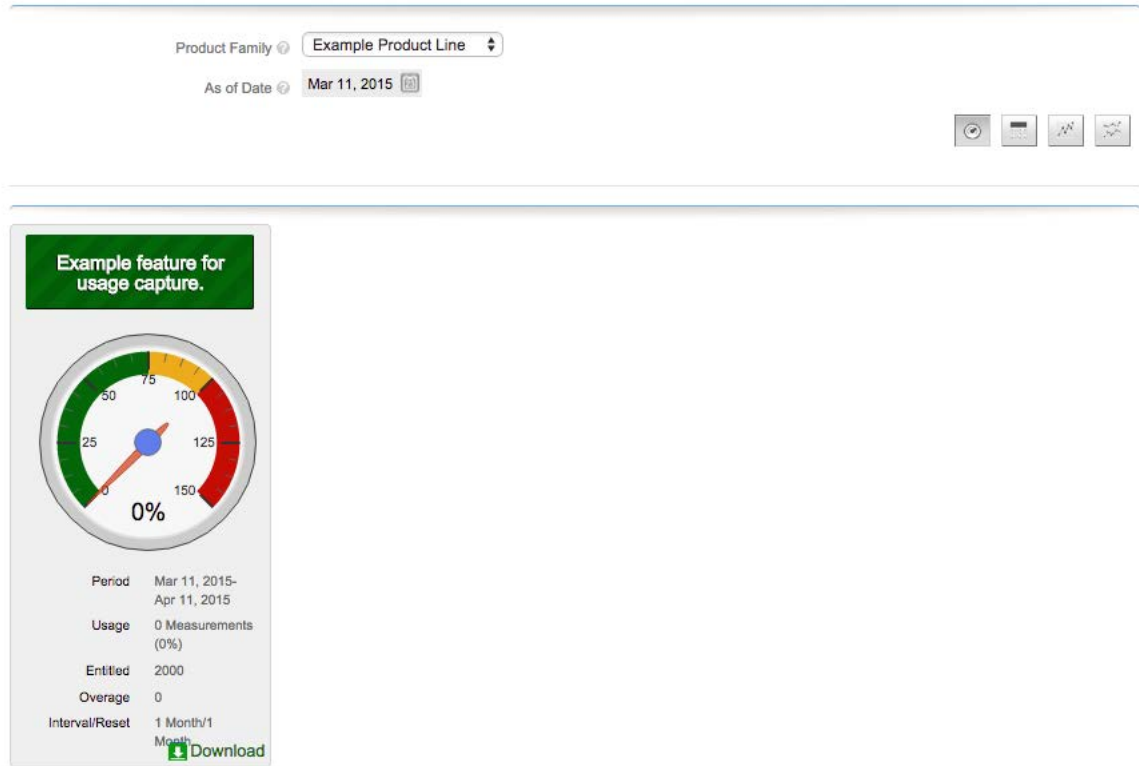 Product Family
Example Product Line
As of Date
Mar 11, 2015
Example feature for
usage capture.
0
25
50
75
100
125
150
0%
Period
Mar 11, 2015-
Apr 11, 2015
Usage
0 Measurements
(0%)
Entitled
2000
Overage
0
Interval/Reset
1 Month/1
Month
Download